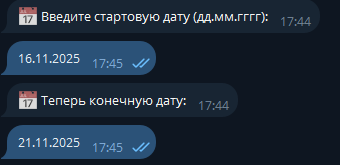 Введите стартовую дату (дд.мм.гггг): 17:44
16.11.2025 17:45
Теперь конечную дату: 17:44
21.11.2025 17:45